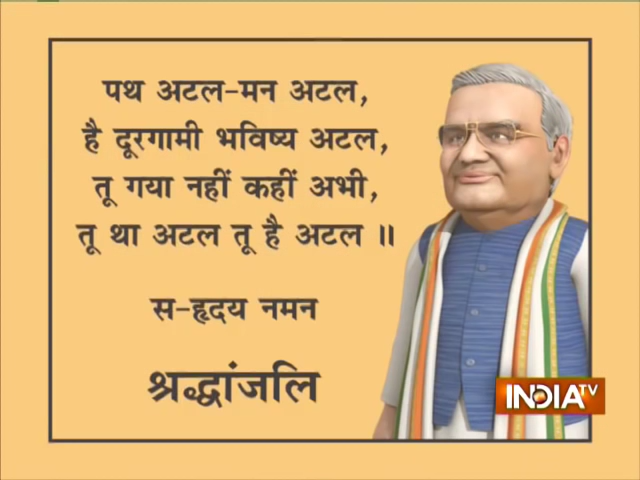 पथ अटल-मन अटल,
है दूरगामी भविष्य अटल,
तू गया नहीं कहीं अभी,
तू था अटल तू है अटल ॥
स-हृदय नमन
श्रद्धांजलि
INDIA TV